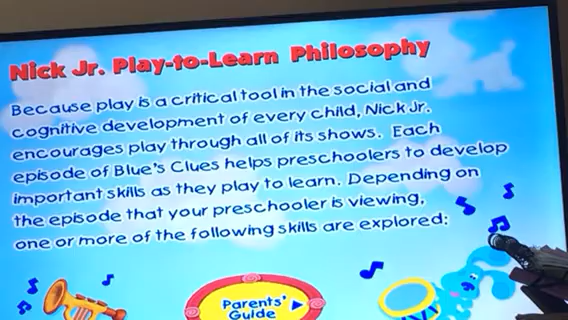 Nick Jr. Play-to-Learn Philosophy
Because play is a critical tool in the social and
cognitive development of every child, Nick Jr.
encourages play through all of its shows. Each
episode of Blue's Clues helps preschoolers to develop
important skills as they play to learn. Depending on
the episode that your preschooler is viewing,
one or more of the following skills are explored:
Parents'
Guide